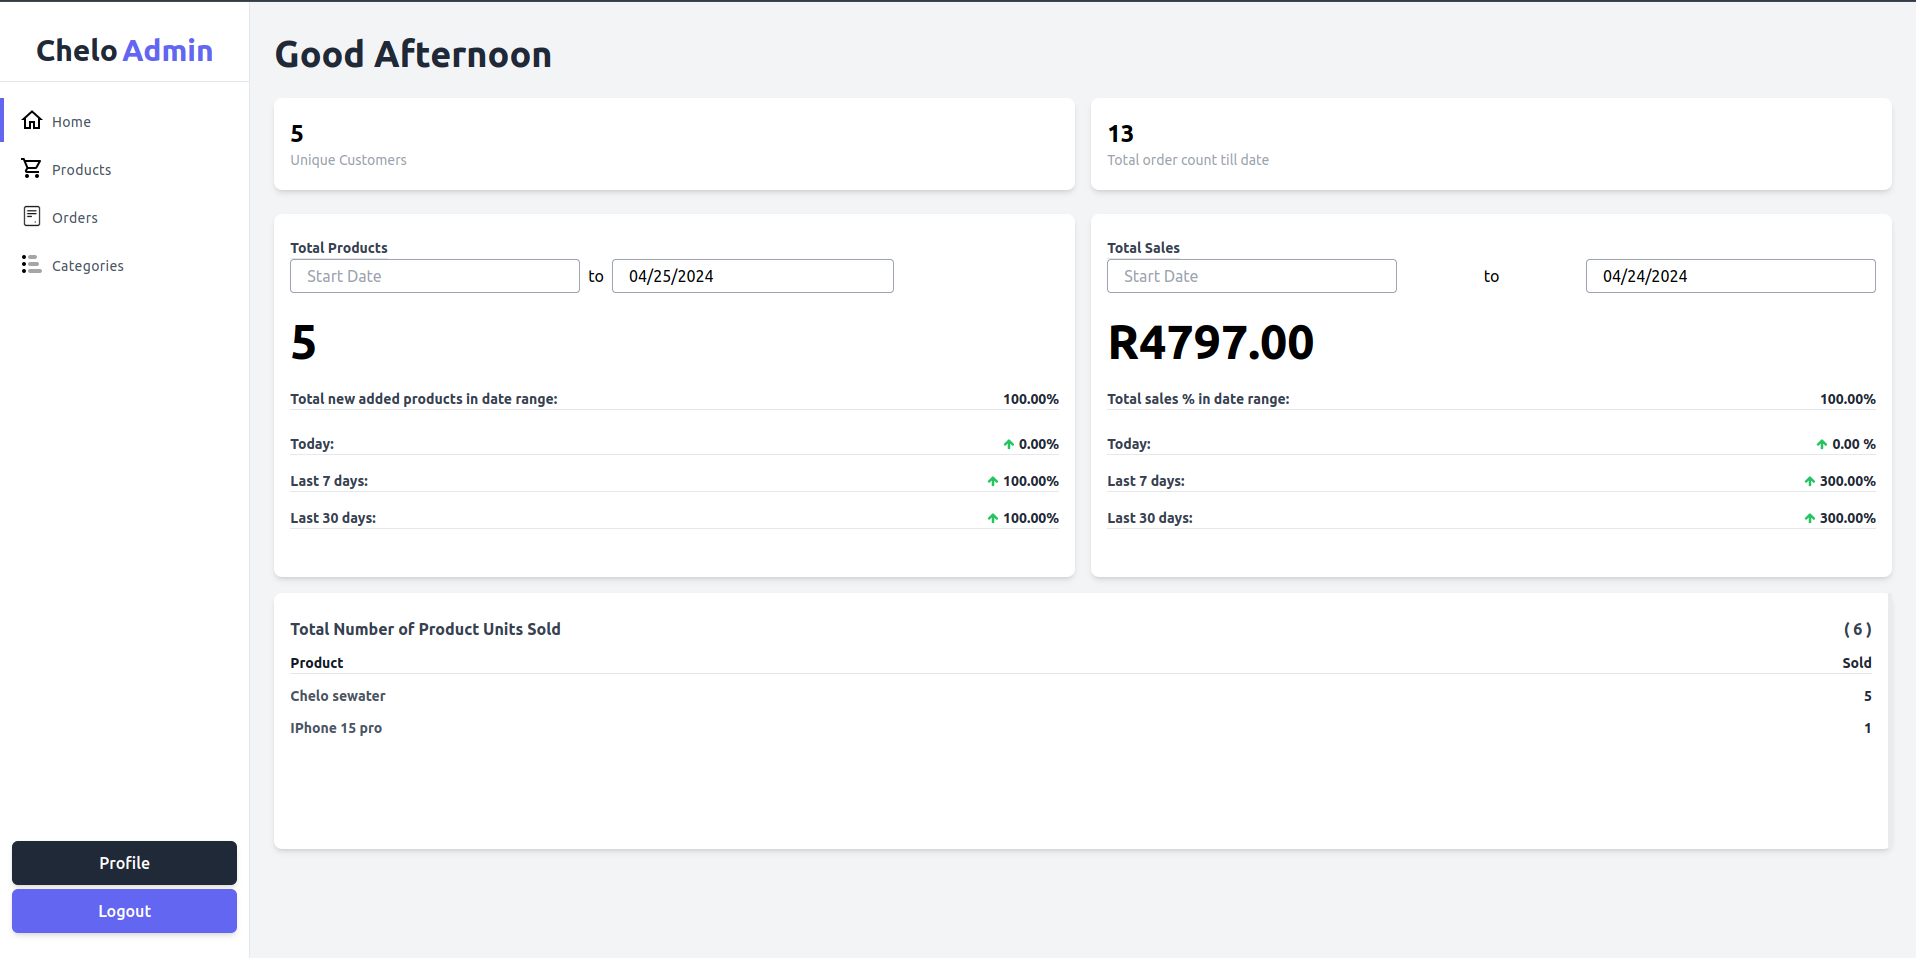 Chelo Admin
Home
Products
Orders
Categories
Profile
Logout
Good Afternoon
5
Unique Customers
13
Total order count till date
Total Products
Start Date to 04/25/2024
5
Total new added products in date range: 100.00%
Today: 0.00%
Last 7 days: 100.00%
Last 30 days: 100.00%
Total Sales
Start Date to 04/24/2024
R4797.00
Total sales % in date range: 100.00%
Today: 0.00 %
Last 7 days: 300.00%
Last 30 days: 300.00%
Total Number of Product Units Sold ( 6 )
Product Sold
Chelo sewater 5
IPhone 15 pro 1